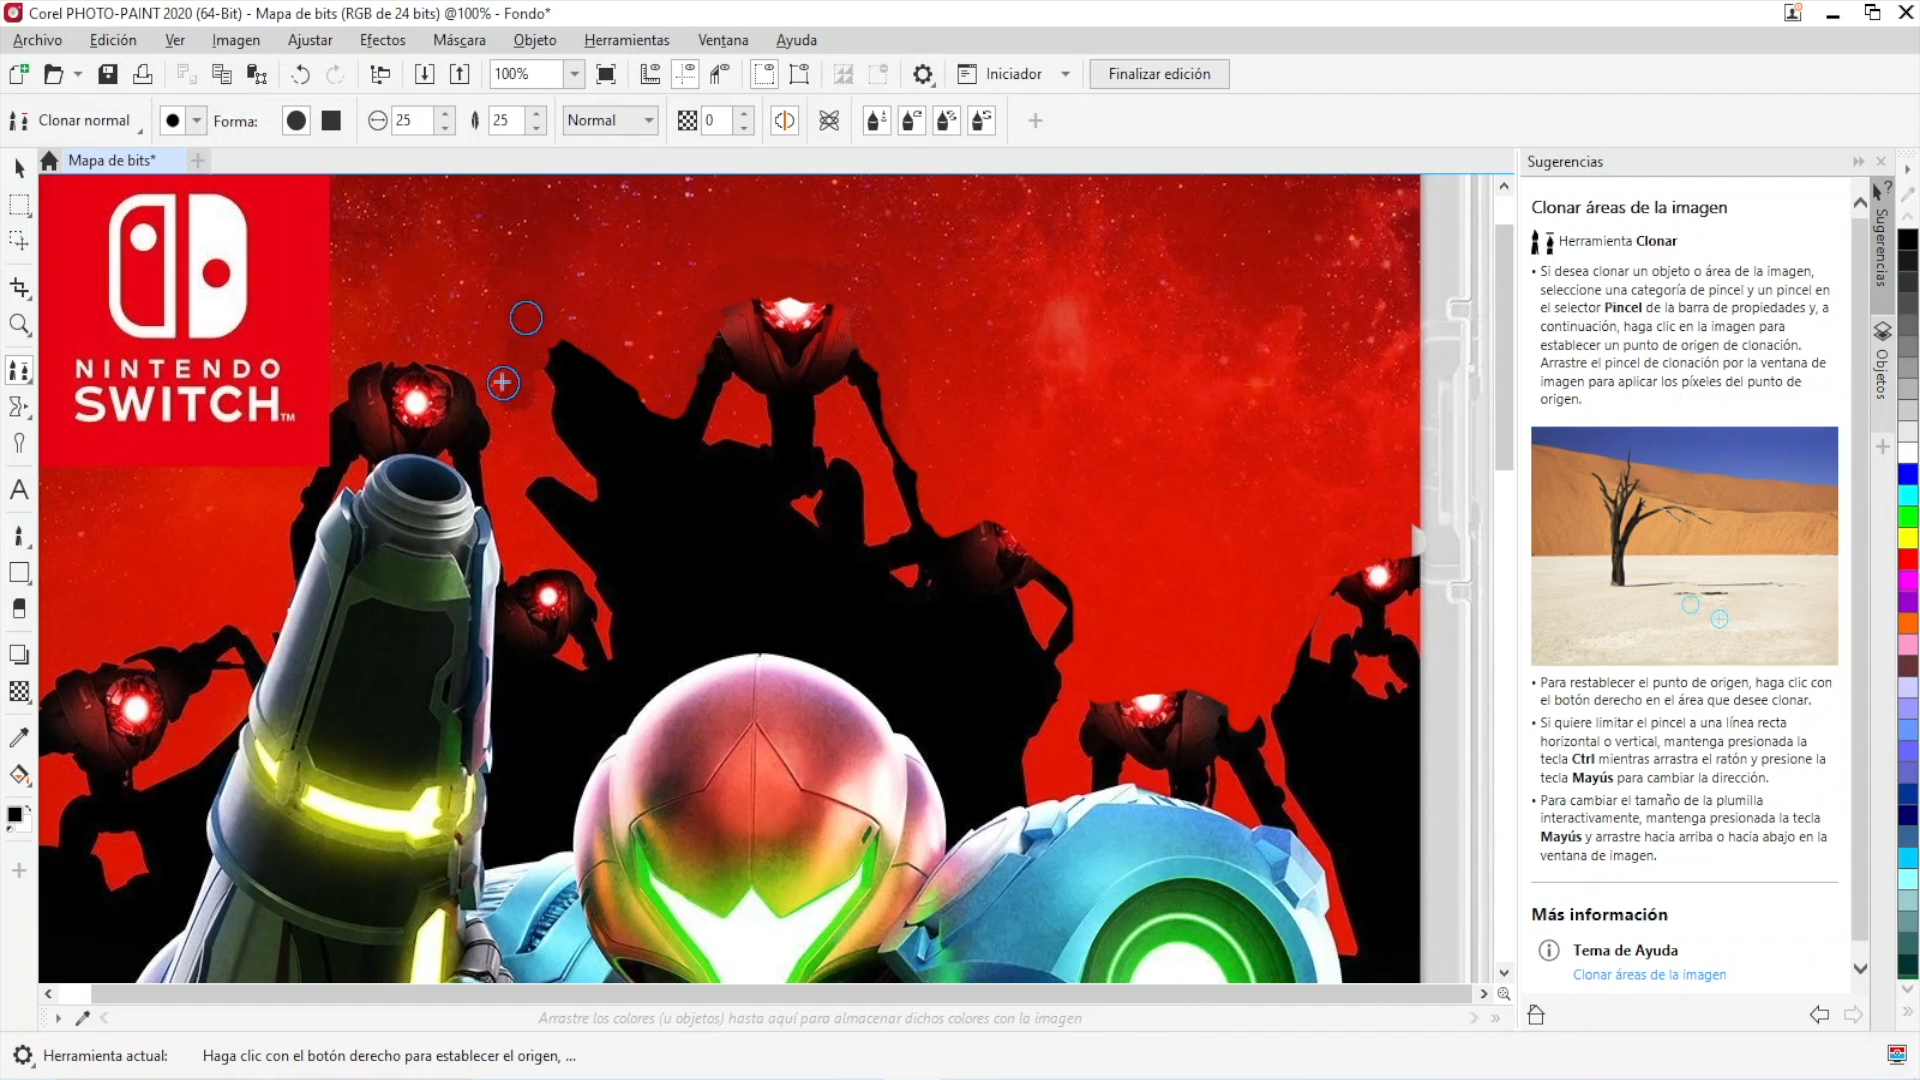 Corel PHOTO-PAINT 2020 (64-Bit) - Mapa de bits (RGB de 24 bits) @100% - Fondo*
Archivo Edición Ver Imagen Ajustar Efectos Máscara Objeto Herramientas Ventana Ayuda
100% Iniciador Finalizar edición
Clonar normal Forma: 25 25 Normal 0
Mapa de bits*
NINTENDO
SWITCH™
Sugerencias
Clonar áreas de la imagen
Herramienta Clonar
• Si desea clonar un objeto o área de la imagen,
seleccione una categoría de pincel y un pincel en
el selector Pincel de la barra de propiedades y, a
continuación, haga clic en la imagen para
establecer un punto de origen de clonación.
Arrastre el pincel de clonación por la ventana de
imagen para aplicar los píxeles del punto de
origen.
• Para restablecer el punto de origen, haga clic con
el botón derecho en el área que desee clonar.
• Si quiere limitar el pincel a una línea recta
horizontal o vertical, mantenga presionada la
tecla Ctrl mientras arrastra el ratón y presione la
tecla Mayús para cambiar la dirección.
• Para cambiar el tamaño de la plumilla
interactivamente, mantenga presionada la tecla
Mayús y arrastre hacia arriba o hacia abajo en la
ventana de imagen.
Más información
Tema de Ayuda
Clonar áreas de la imagen
Sugerencias
Objetos
Arrastre los colores (u objetos) hasta aquí para almacenar dichos colores con la imagen
Herramienta actual: Haga clic con el botón derecho para establecer el origen, ...